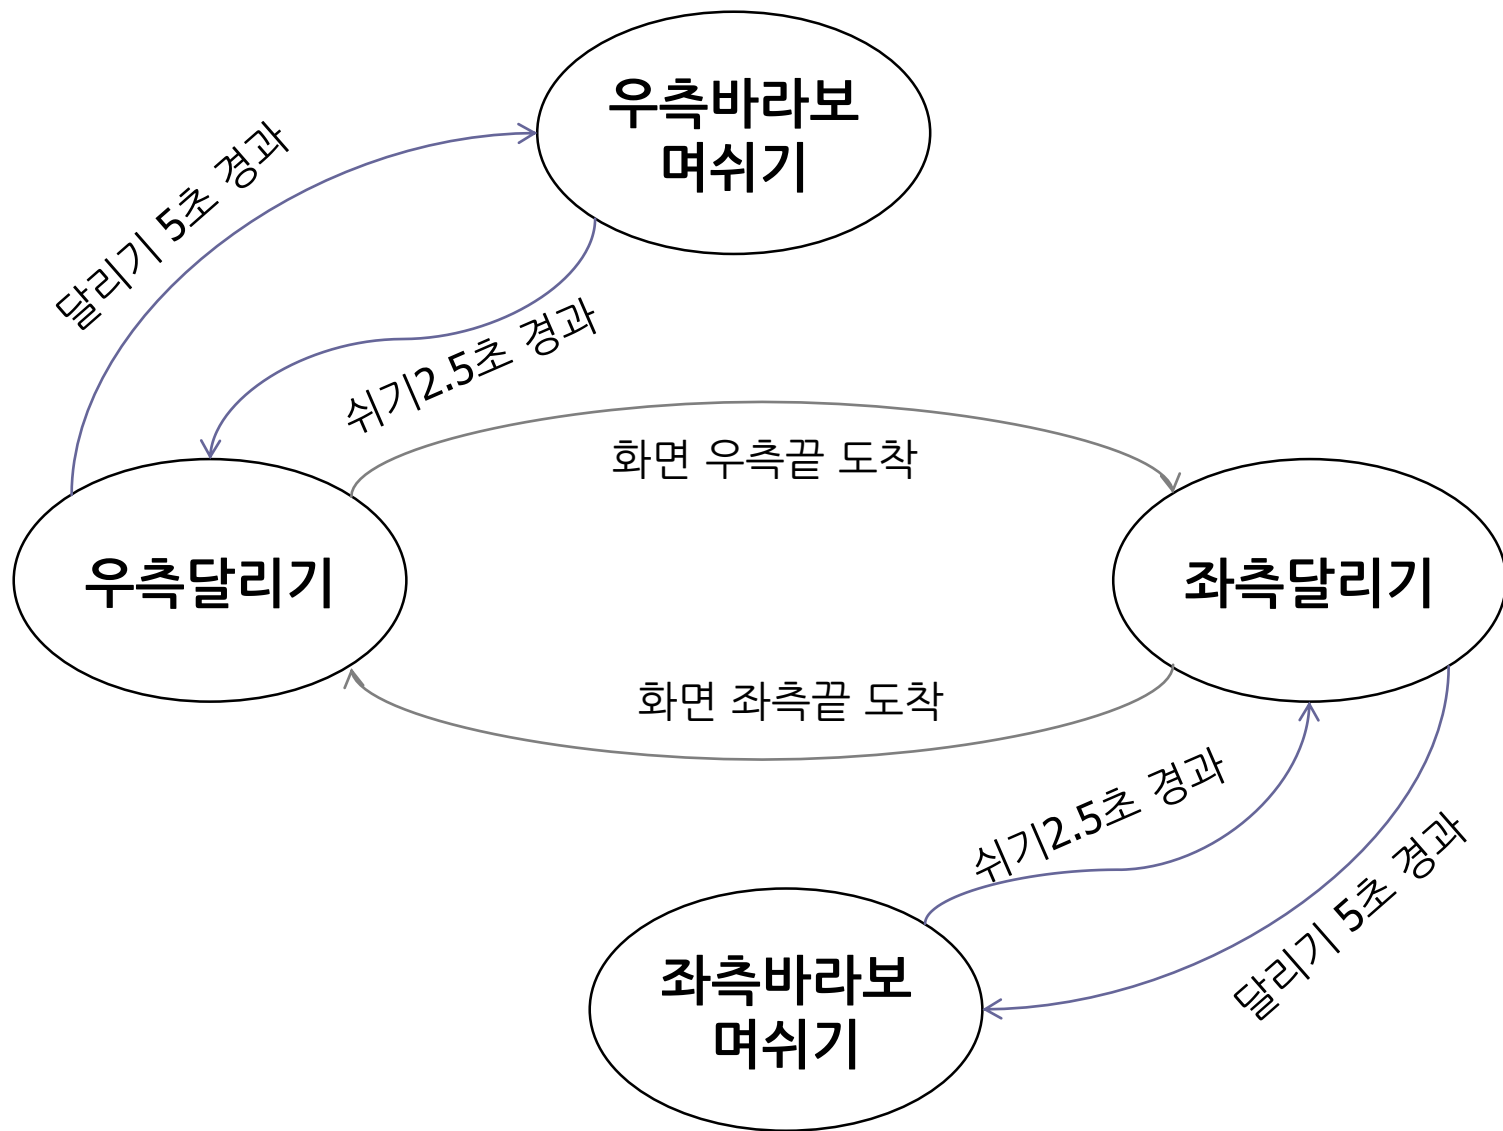 우측바라보
며쉬기
달리기 5초 경과
쉬기2.5초 경과
화면 우측끝 도착
우측달리기
좌측달리기
화면 좌측끝 도착
쉬기2.5초 경과
달리기 5초 경과
좌측바라보
며쉬기